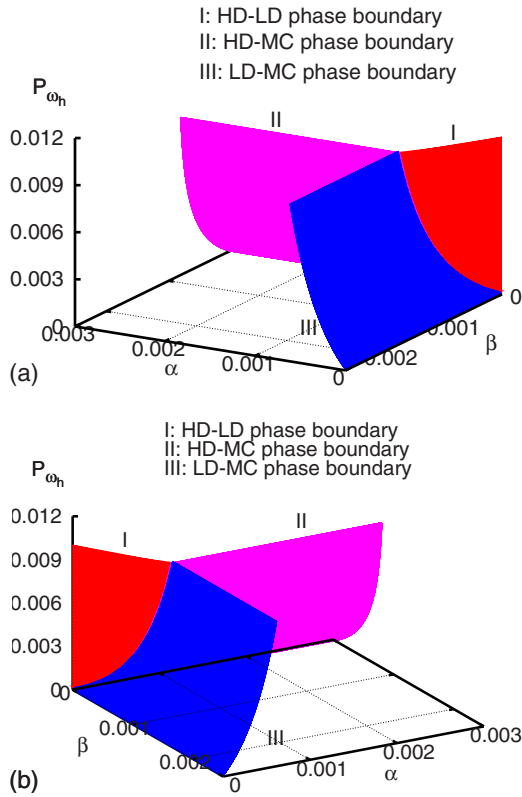 I: HD-LD phase boundary
II: HD-MC phase boundary
III: LD-MC phase boundary
P_ωh
0.012
0.009
0.006
0.003
0
II
I
III
0.003
0.002
0.001
0
α
0.002
0.001
0
β
(a)
I: HD-LD phase boundary
II: HD-MC phase boundary
III: LD-MC phase boundary
P_ωh
0.012
0.009
0.006
0.003
0
I
II
III
0.001
0.002
β
0
0.001
0.002
0.003
α
(b)